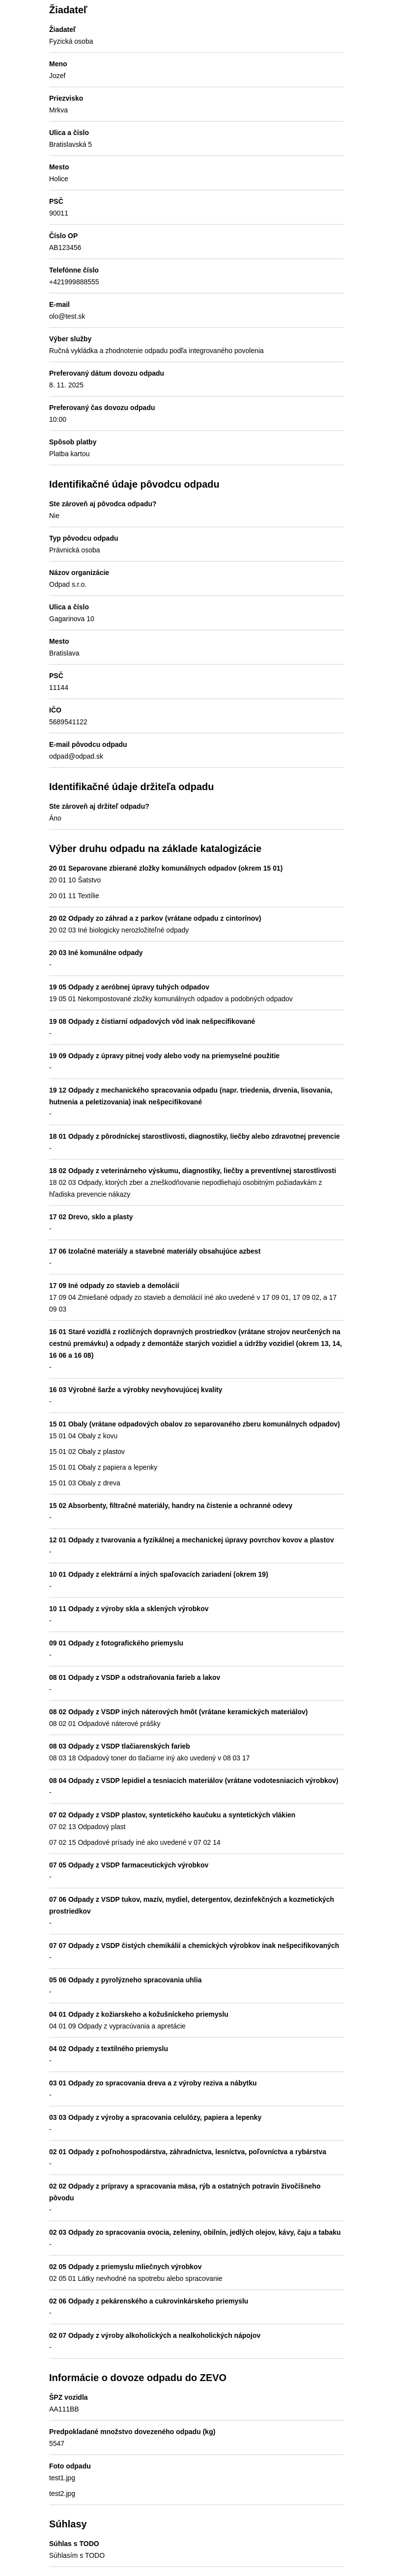 Žiadateľ
Žiadateľ
Fyzická osoba
Meno
Jozef
Priezvisko
Mrkva
Ulica a číslo
Bratislavská 5
Mesto
Holice
PSČ
90011
Číslo OP
AB123456
Telefónne číslo
+421999888555
E-mail
olo@test.sk
Výber služby
Ručná vykládka a zhodnotenie odpadu podľa integrovaného povolenia
Preferovaný dátum dovozu odpadu
8. 11. 2025
Preferovaný čas dovozu odpadu
10:00
Spôsob platby
Platba kartou
Identifikačné údaje pôvodcu odpadu
Ste zároveň aj pôvodca odpadu?
Nie
Typ pôvodcu odpadu
Právnická osoba
Názov organizácie
Odpad s.r.o.
Ulica a číslo
Gagarinova 10
Mesto
Bratislava
PSČ
11144
IČO
5689541122
E-mail pôvodcu odpadu
odpad@odpad.sk
Identifikačné údaje držiteľa odpadu
Ste zároveň aj držiteľ odpadu?
Áno
Výber druhu odpadu na základe katalogizácie
20 01 Separovane zbierané zložky komunálnych odpadov (okrem 15 01)
20 01 10 Šatstvo
20 01 11 Textílie
20 02 Odpady zo záhrad a z parkov (vrátane odpadu z cintorínov)
20 02 03 Iné biologicky nerozložiteľné odpady
20 03 Iné komunálne odpady
-
19 05 Odpady z aeróbnej úpravy tuhých odpadov
19 05 01 Nekompostované zložky komunálnych odpadov a podobných odpadov
19 08 Odpady z čistiarní odpadových vôd inak nešpecifikované
-
19 09 Odpady z úpravy pitnej vody alebo vody na priemyselné použitie
-
19 12 Odpady z mechanického spracovania odpadu (napr. triedenia, drvenia, lisovania,
hutnenia a peletizovania) inak nešpecifikované
-
18 01 Odpady z pôrodníckej starostlivosti, diagnostiky, liečby alebo zdravotnej prevencie
-
18 02 Odpady z veterinárneho výskumu, diagnostiky, liečby a preventívnej starostlivosti
18 02 03 Odpady, ktorých zber a zneškodňovanie nepodliehajú osobitným požiadavkám z
hľadiska prevencie nákazy
17 02 Drevo, sklo a plasty
-
17 06 Izolačné materiály a stavebné materiály obsahujúce azbest
-
17 09 Iné odpady zo stavieb a demolácií
17 09 04 Zmiešané odpady zo stavieb a demolácií iné ako uvedené v 17 09 01, 17 09 02, a 17
09 03
16 01 Staré vozidlá z rozličných dopravných prostriedkov (vrátane strojov neurčených na
cestnú premávku) a odpady z demontáže starých vozidiel a údržby vozidiel (okrem 13, 14,
16 06 a 16 08)
-
16 03 Výrobné šarže a výrobky nevyhovujúcej kvality
-
15 01 Obaly (vrátane odpadových obalov zo separovaného zberu komunálnych odpadov)
15 01 04 Obaly z kovu
15 01 02 Obaly z plastov
15 01 01 Obaly z papiera a lepenky
15 01 03 Obaly z dreva
15 02 Absorbenty, filtračné materiály, handry na čistenie a ochranné odevy
-
12 01 Odpady z tvarovania a fyzikálnej a mechanickej úpravy povrchov kovov a plastov
-
10 01 Odpady z elektrární a iných spaľovacích zariadení (okrem 19)
-
10 11 Odpady z výroby skla a sklených výrobkov
-
09 01 Odpady z fotografického priemyslu
-
08 01 Odpady z VSDP a odstraňovania farieb a lakov
-
08 02 Odpady z VSDP iných náterových hmôt (vrátane keramických materiálov)
08 02 01 Odpadové náterové prášky
08 03 Odpady z VSDP tlačiarenských farieb
08 03 18 Odpadový toner do tlačiarne iný ako uvedený v 08 03 17
08 04 Odpady z VSDP lepidiel a tesniacich materiálov (vrátane vodotesniacich výrobkov)
-
07 02 Odpady z VSDP plastov, syntetického kaučuku a syntetických vlákien
07 02 13 Odpadový plast
07 02 15 Odpadové prísady iné ako uvedené v 07 02 14
07 05 Odpady z VSDP farmaceutických výrobkov
-
07 06 Odpady z VSDP tukov, mazív, mydiel, detergentov, dezinfekčných a kozmetických
prostriedkov
-
07 07 Odpady z VSDP čistých chemikálií a chemických výrobkov inak nešpecifikovaných
-
05 06 Odpady z pyrolýzneho spracovania uhlia
-
04 01 Odpady z kožiarskeho a kožušníckeho priemyslu
04 01 09 Odpady z vypracúvania a apretácie
04 02 Odpady z textilného priemyslu
-
03 01 Odpady zo spracovania dreva a z výroby reziva a nábytku
-
03 03 Odpady z výroby a spracovania celulózy, papiera a lepenky
-
02 01 Odpady z poľnohospodárstva, záhradníctva, lesníctva, poľovníctva a rybárstva
-
02 02 Odpady z prípravy a spracovania mäsa, rýb a ostatných potravín živočíšneho
pôvodu
-
02 03 Odpady zo spracovania ovocia, zeleniny, obilnín, jedlých olejov, kávy, čaju a tabaku
-
02 05 Odpady z priemyslu mliečnych výrobkov
02 05 01 Látky nevhodné na spotrebu alebo spracovanie
02 06 Odpady z pekárenského a cukrovinkárskeho priemyslu
-
02 07 Odpady z výroby alkoholických a nealkoholických nápojov
-
Informácie o dovoze odpadu do ZEVO
ŠPZ vozidla
AA111BB
Predpokladané množstvo dovezeného odpadu (kg)
5547
Foto odpadu
test1.jpg
test2.jpg
Súhlasy
Súhlas s TODO
Súhlasím s TODO